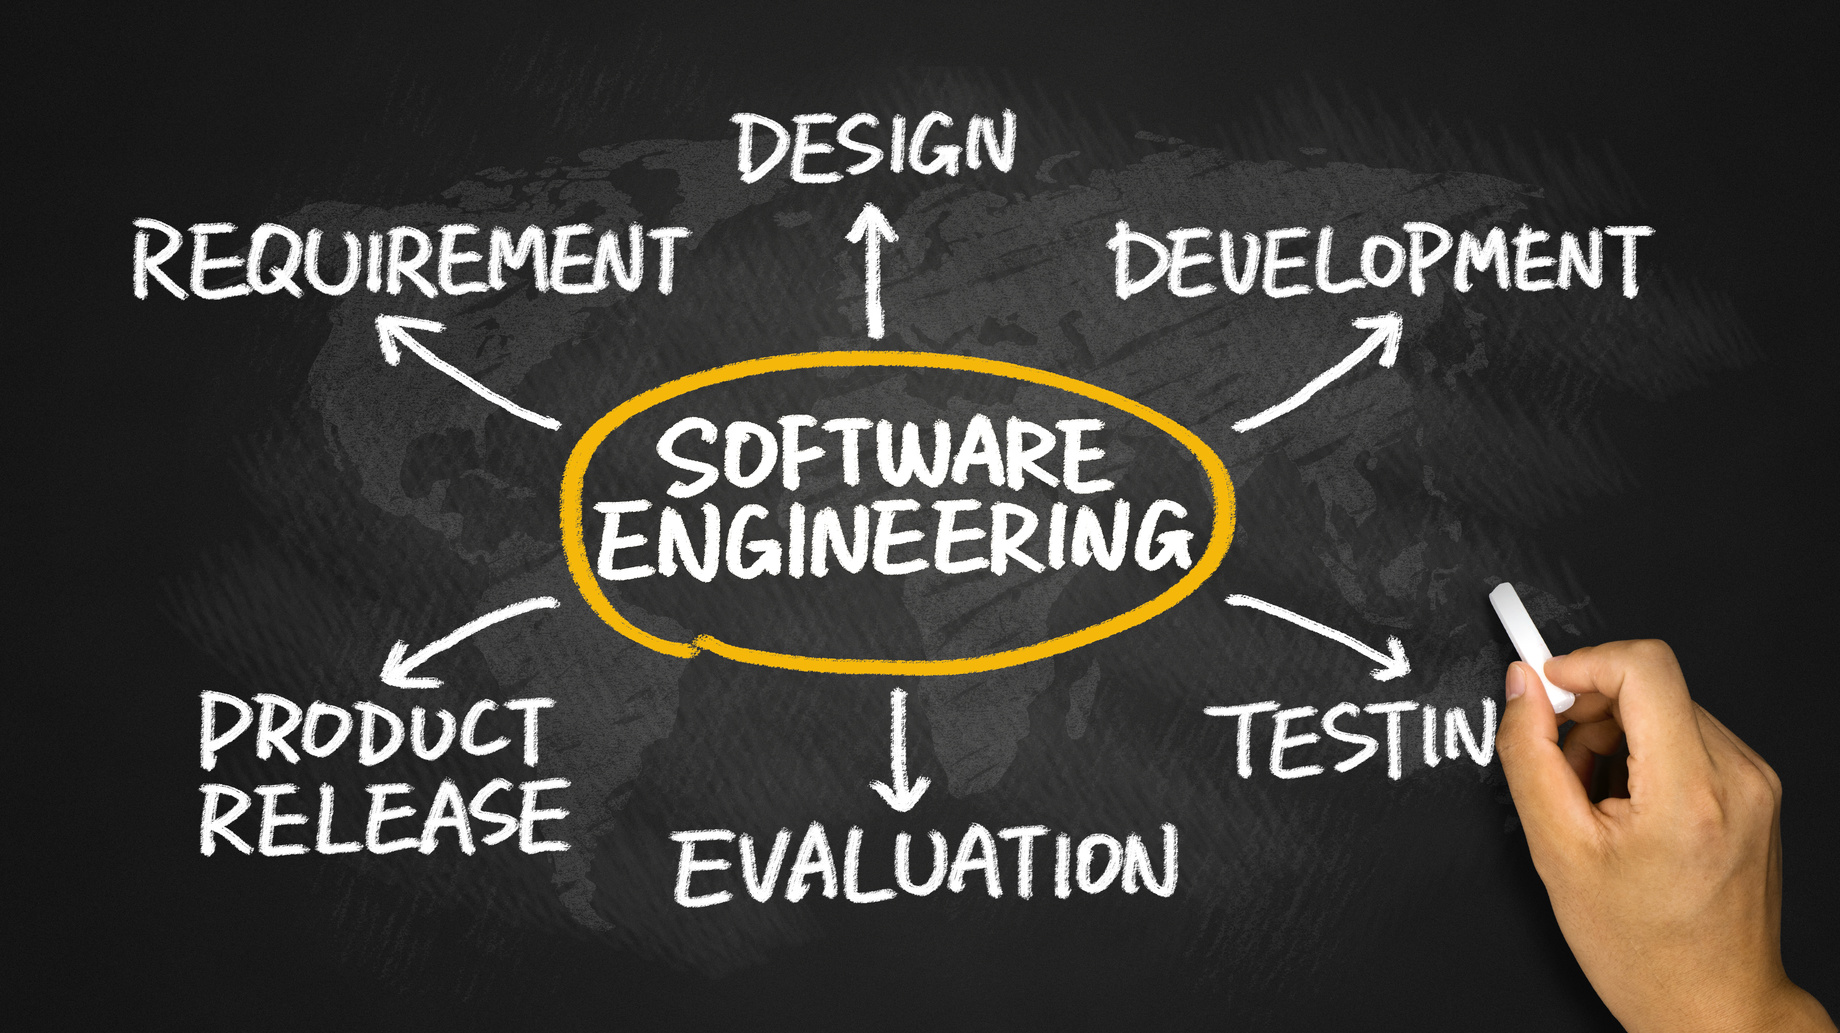 DESIGN
REQUIREMENT
DEVELOPMENT
SOFTWARE
ENGINEERING
PRODUCT
RELEASE
TESTIN
EVALUATION